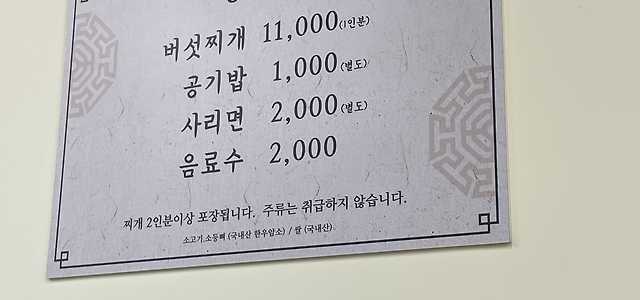 버섯찌개 11,000(1인분)
공기밥 1,000(별도)
사리면 2,000(별도)
음료수 2,000
찌개 2인분이상 포장됩니다. 주류는 취급하지 않습니다.
소고기.소등뼈 (국내산 한우암소) / 쌀 (국내산)